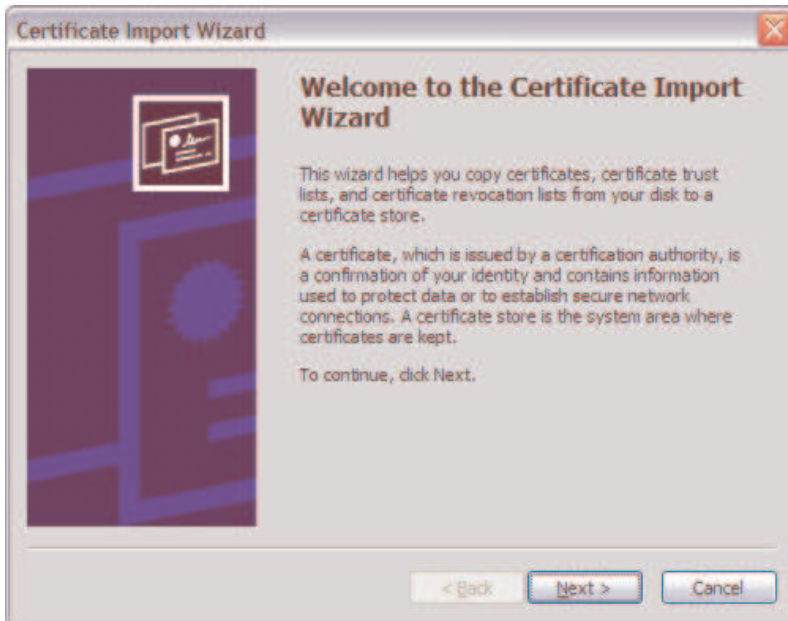 Certificate Import Wizard
Welcome to the Certificate Import
Wizard
This wizard helps you copy certificates, certificate trust
lists, and certificate revocation lists from your disk to a
certificate store.
A certificate, which is issued by a certification authority, is
a confirmation of your identity and contains information
used to protect data or to establish secure network
connections. A certificate store is the system area where
certificates are kept.
To continue, click Next.
< Back Next > Cancel